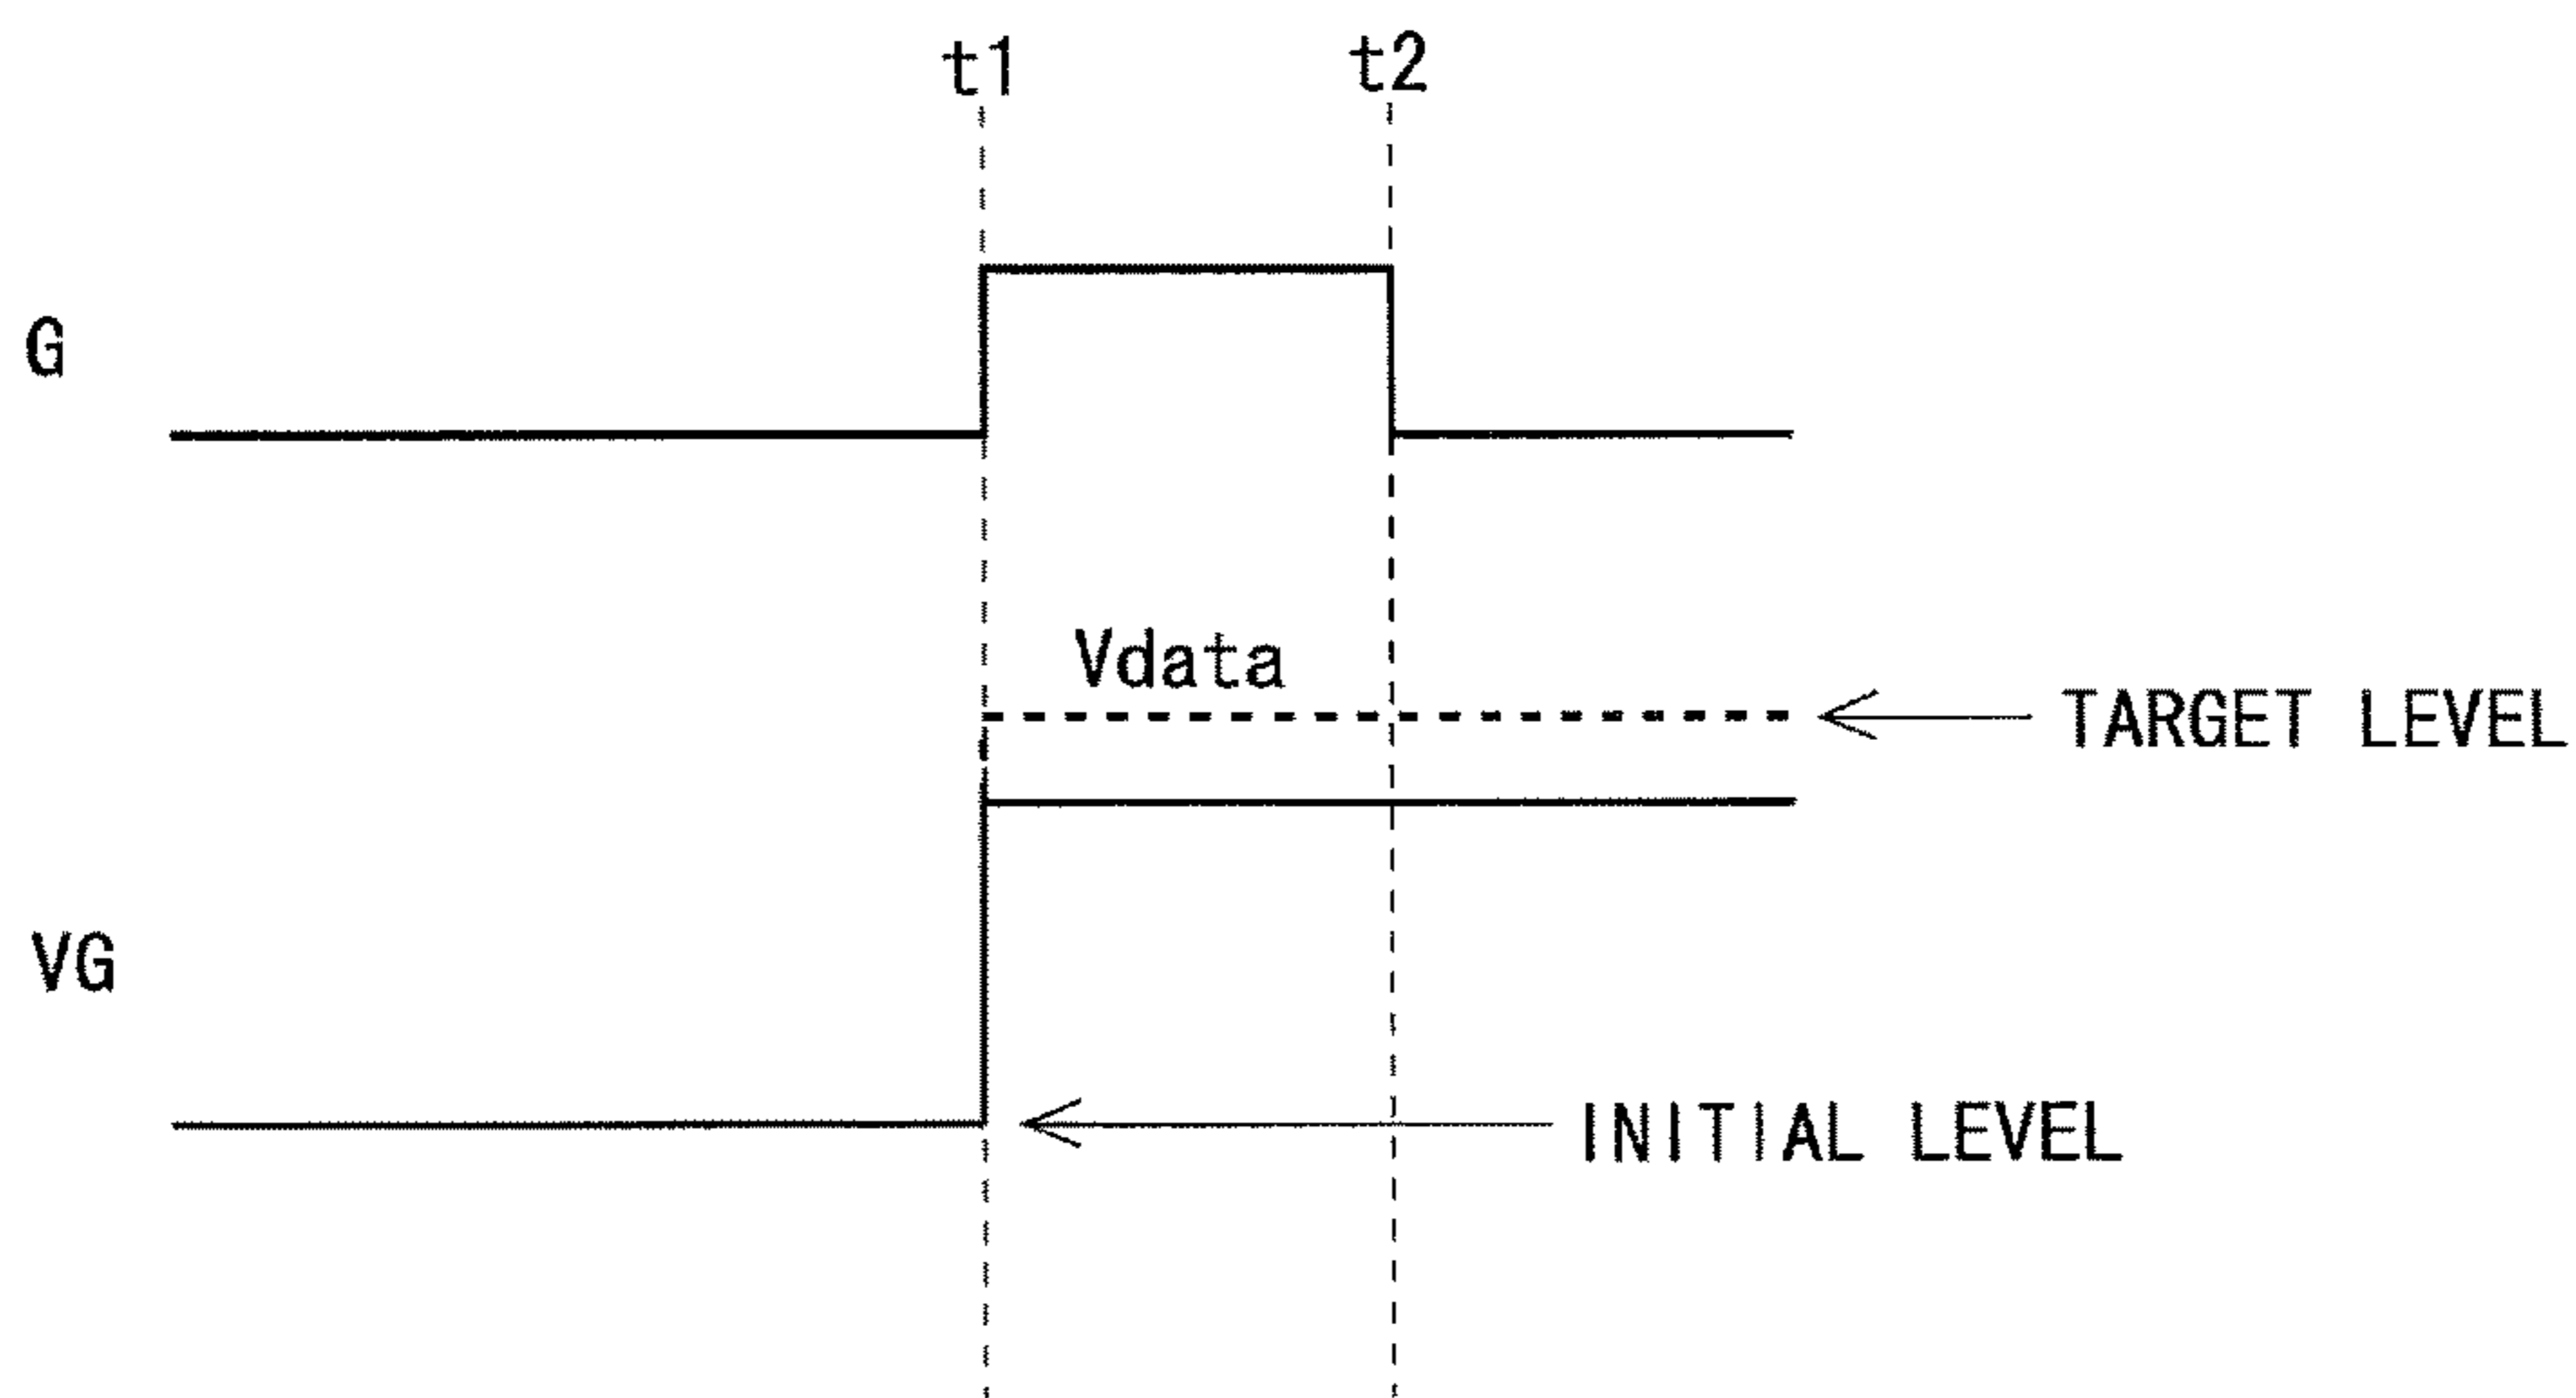 t1 t2
G
Vdata
TARGET LEVEL
VG
INITIAL LEVEL